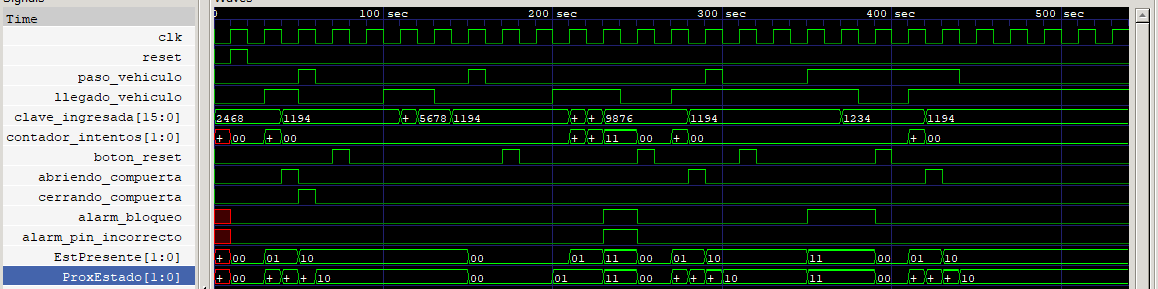 Signals
Waves
Time
100 sec 200 sec 300 sec 400 sec 500 sec
clk
reset
paso_vehiculo
llegado_vehiculo
clave_ingresada[15:0] 2468 1194 + 5678 1194 + + 9876 1194 1234 1194
contador_intentos[1:0] + 00 + 00 + + 11 00 + 00 + 00
boton_reset
abriendo_compuerta
cerrando_compuerta
alarm_bloqueo
alarm_pin_incorrecto
EstPresente[1:0] + 00 01 10 00 01 11 00 01 10 11 00 01 10
ProxEstado[1:0] + 00 + + + 10 00 01 11 00 + + + 10 11 00 + + + 10